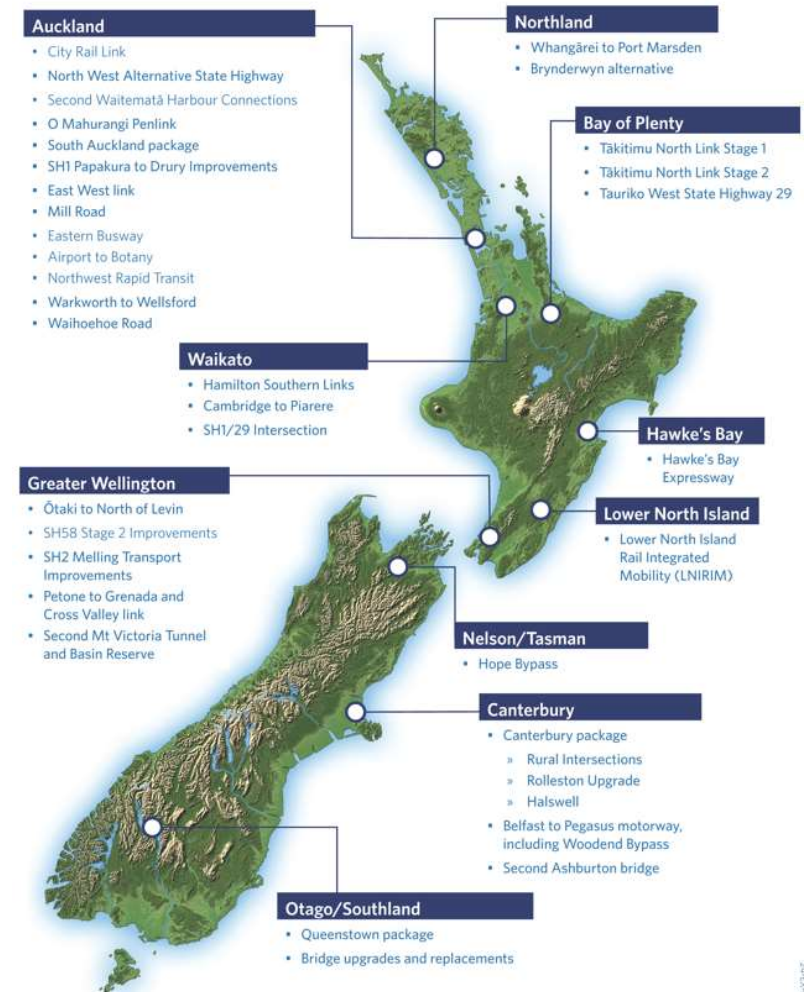 Auckland
• City Rail Link
• North West Alternative State Highway
• Second Waitematā Harbour Connections
• O Mahurangi Penlink
• South Auckland package
• SH1 Papakura to Drury Improvements
• East West link
• Mill Road
• Eastern Busway
• Airport to Botany
• Northwest Rapid Transit
• Warkworth to Wellsford
• Waihoehoe Road
Northland
• Whangārei to Port Marsden
• Brynderwyn alternative
Bay of Plenty
• Tākitimu North Link Stage 1
• Tākitimu North Link Stage 2
• Tauriko West State Highway 29
Waikato
• Hamilton Southern Links
• Cambridge to Piarere
• SH1/29 Intersection
Hawke's Bay
• Hawke's Bay
Expressway
Greater Wellington
• Ōtaki to North of Levin
• SH58 Stage 2 Improvements
• SH2 Melling Transport
Improvements
• Petone to Grenada and
Cross Valley link
• Second Mt Victoria Tunnel
and Basin Reserve
Lower North Island
• Lower North Island
Rail Integrated
Mobility (LNIRIM)
Nelson/Tasman
• Hope Bypass
Canterbury
• Canterbury package
» Rural Intersections
» Rolleston Upgrade
» Halswell
• Belfast to Pegasus motorway,
including Woodend Bypass
• Second Ashburton bridge
Otago/Southland
• Queenstown package
• Bridge upgrades and replacements